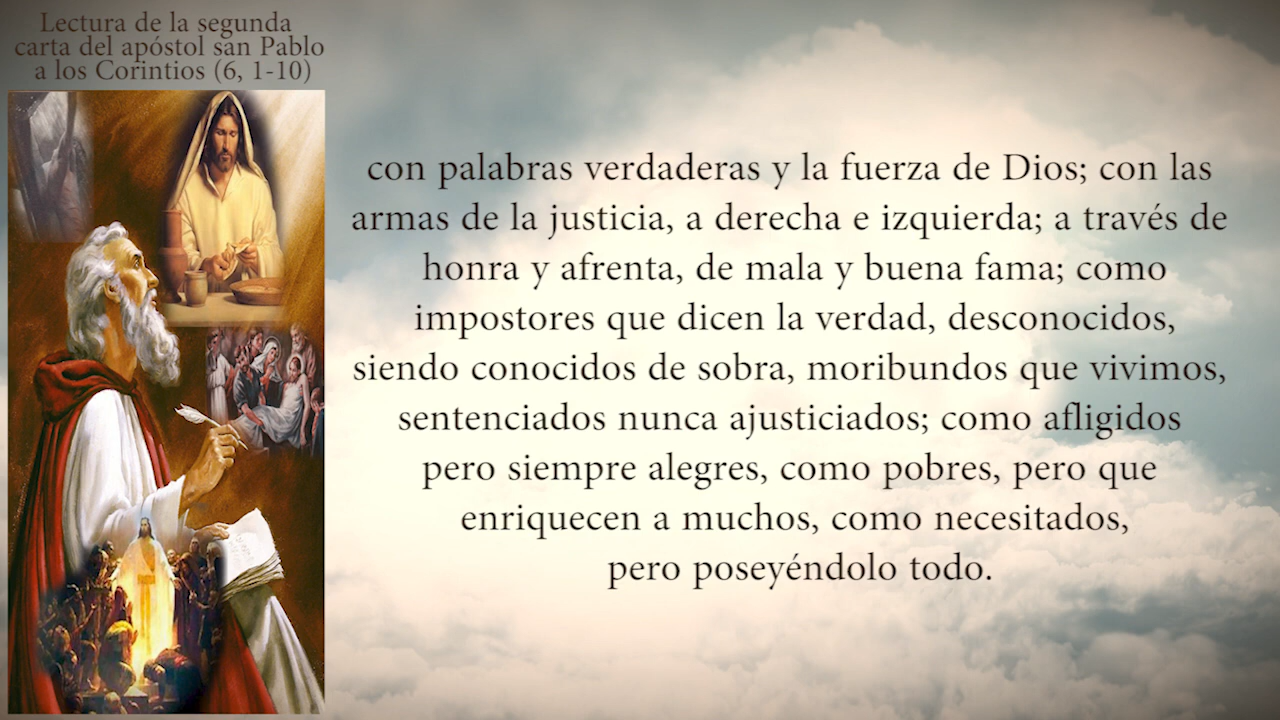 Lectura de la segunda
carta del apóstol san Pablo
a los Corintios (6, 1-10)
con palabras verdaderas y la fuerza de Dios; con las
armas de la justicia, a derecha e izquierda; a través de
honra y afrenta, de mala y buena fama; como
impostores que dicen la verdad, desconocidos,
siendo conocidos de sobra, moribundos que vivimos,
sentenciados nunca ajusticiados; como afligidos
pero siempre alegres, como pobres, pero que
enriquecen a muchos, como necesitados,
pero poseyéndolo todo.